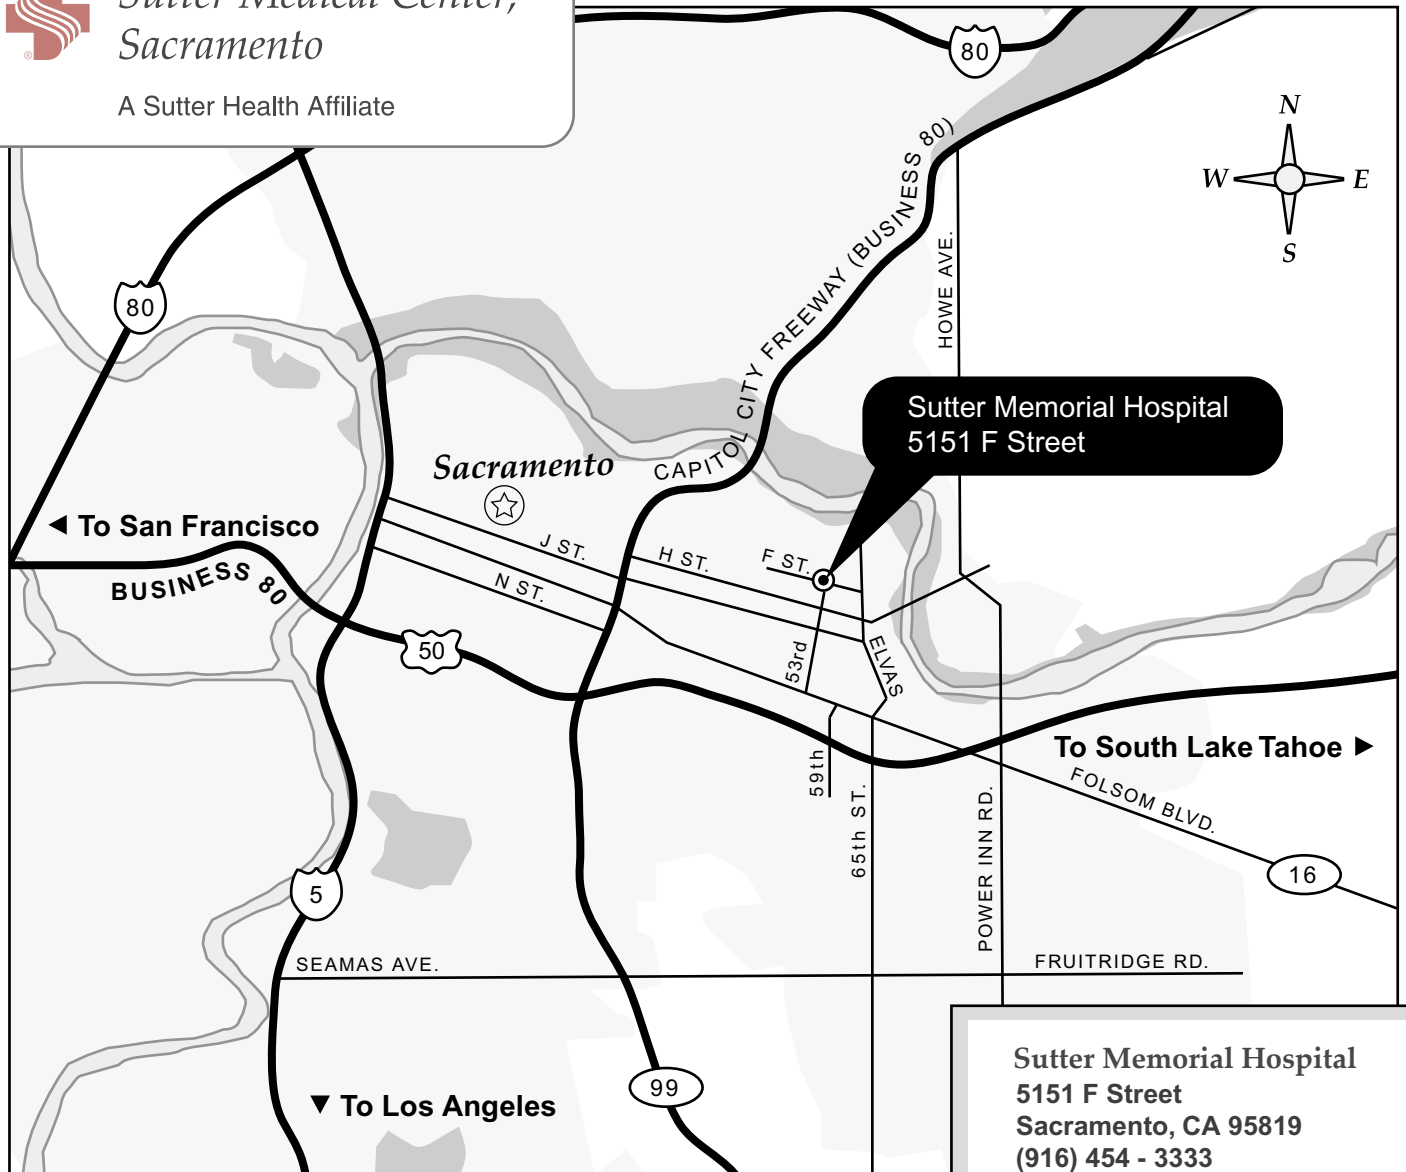 Sutter Medical Center,
Sacramento
®
A Sutter Health Affiliate
80
N
W E
S
80
CAPITOL CITY FREEWAY (BUSINESS 80)
HOWE AVE.
Sutter Memorial Hospital
5151 F Street
Sacramento
◄ To San Francisco
BUSINESS 80
J ST.
H ST.
F ST.
N ST.
50
53rd
ELVAS
59th
65th ST.
To South Lake Tahoe ►
FOLSOM BLVD.
POWER INN RD.
16
5
SEAMAS AVE.
FRUITRIDGE RD.
99
▼ To Los Angeles
Sutter Memorial Hospital
5151 F Street
Sacramento, CA 95819
(916) 454 - 3333